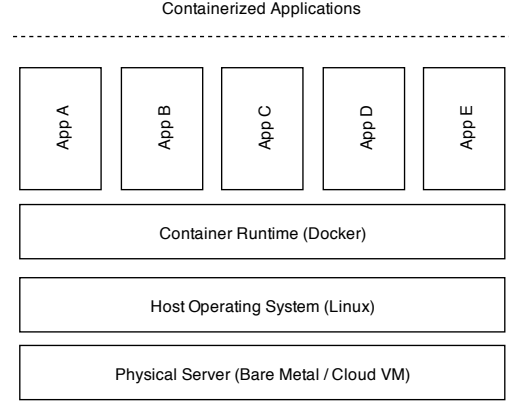 Containerized Applications
App A
App B
App C
App D
App E
Container Runtime (Docker)
Host Operating System (Linux)
Physical Server (Bare Metal / Cloud VM)